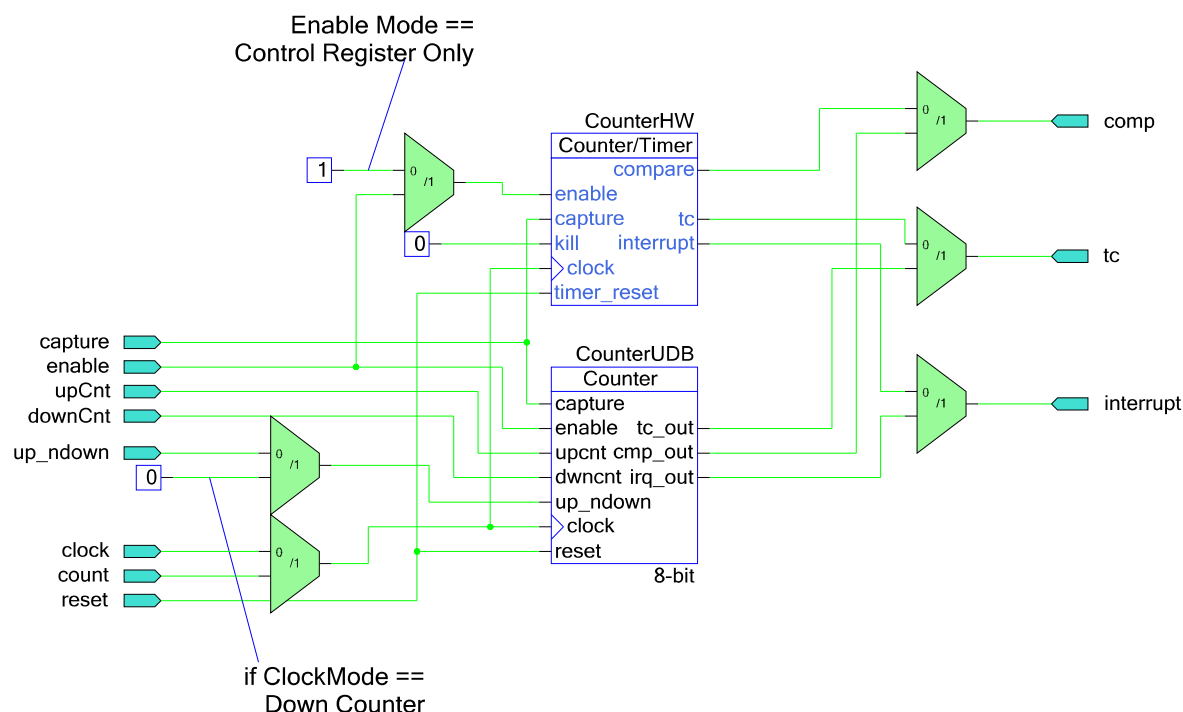 Enable Mode ==
Control Register Only
CounterHW
Counter/Timer
compare
1
0
/1
enable
capture
tc
0
kill
interrupt
clock
timer_reset
0
/1
comp
0
/1
tc
0
/1
interrupt
capture
enable
upCnt
downCnt
up_ndown
0
0
/1
clock
count
reset
0
/1
CounterUDB
Counter
capture
enable
tc_out
upcnt
cmp_out
dwncnt
irq_out
up_ndown
clock
reset
8-bit
if ClockMode ==
Down Counter